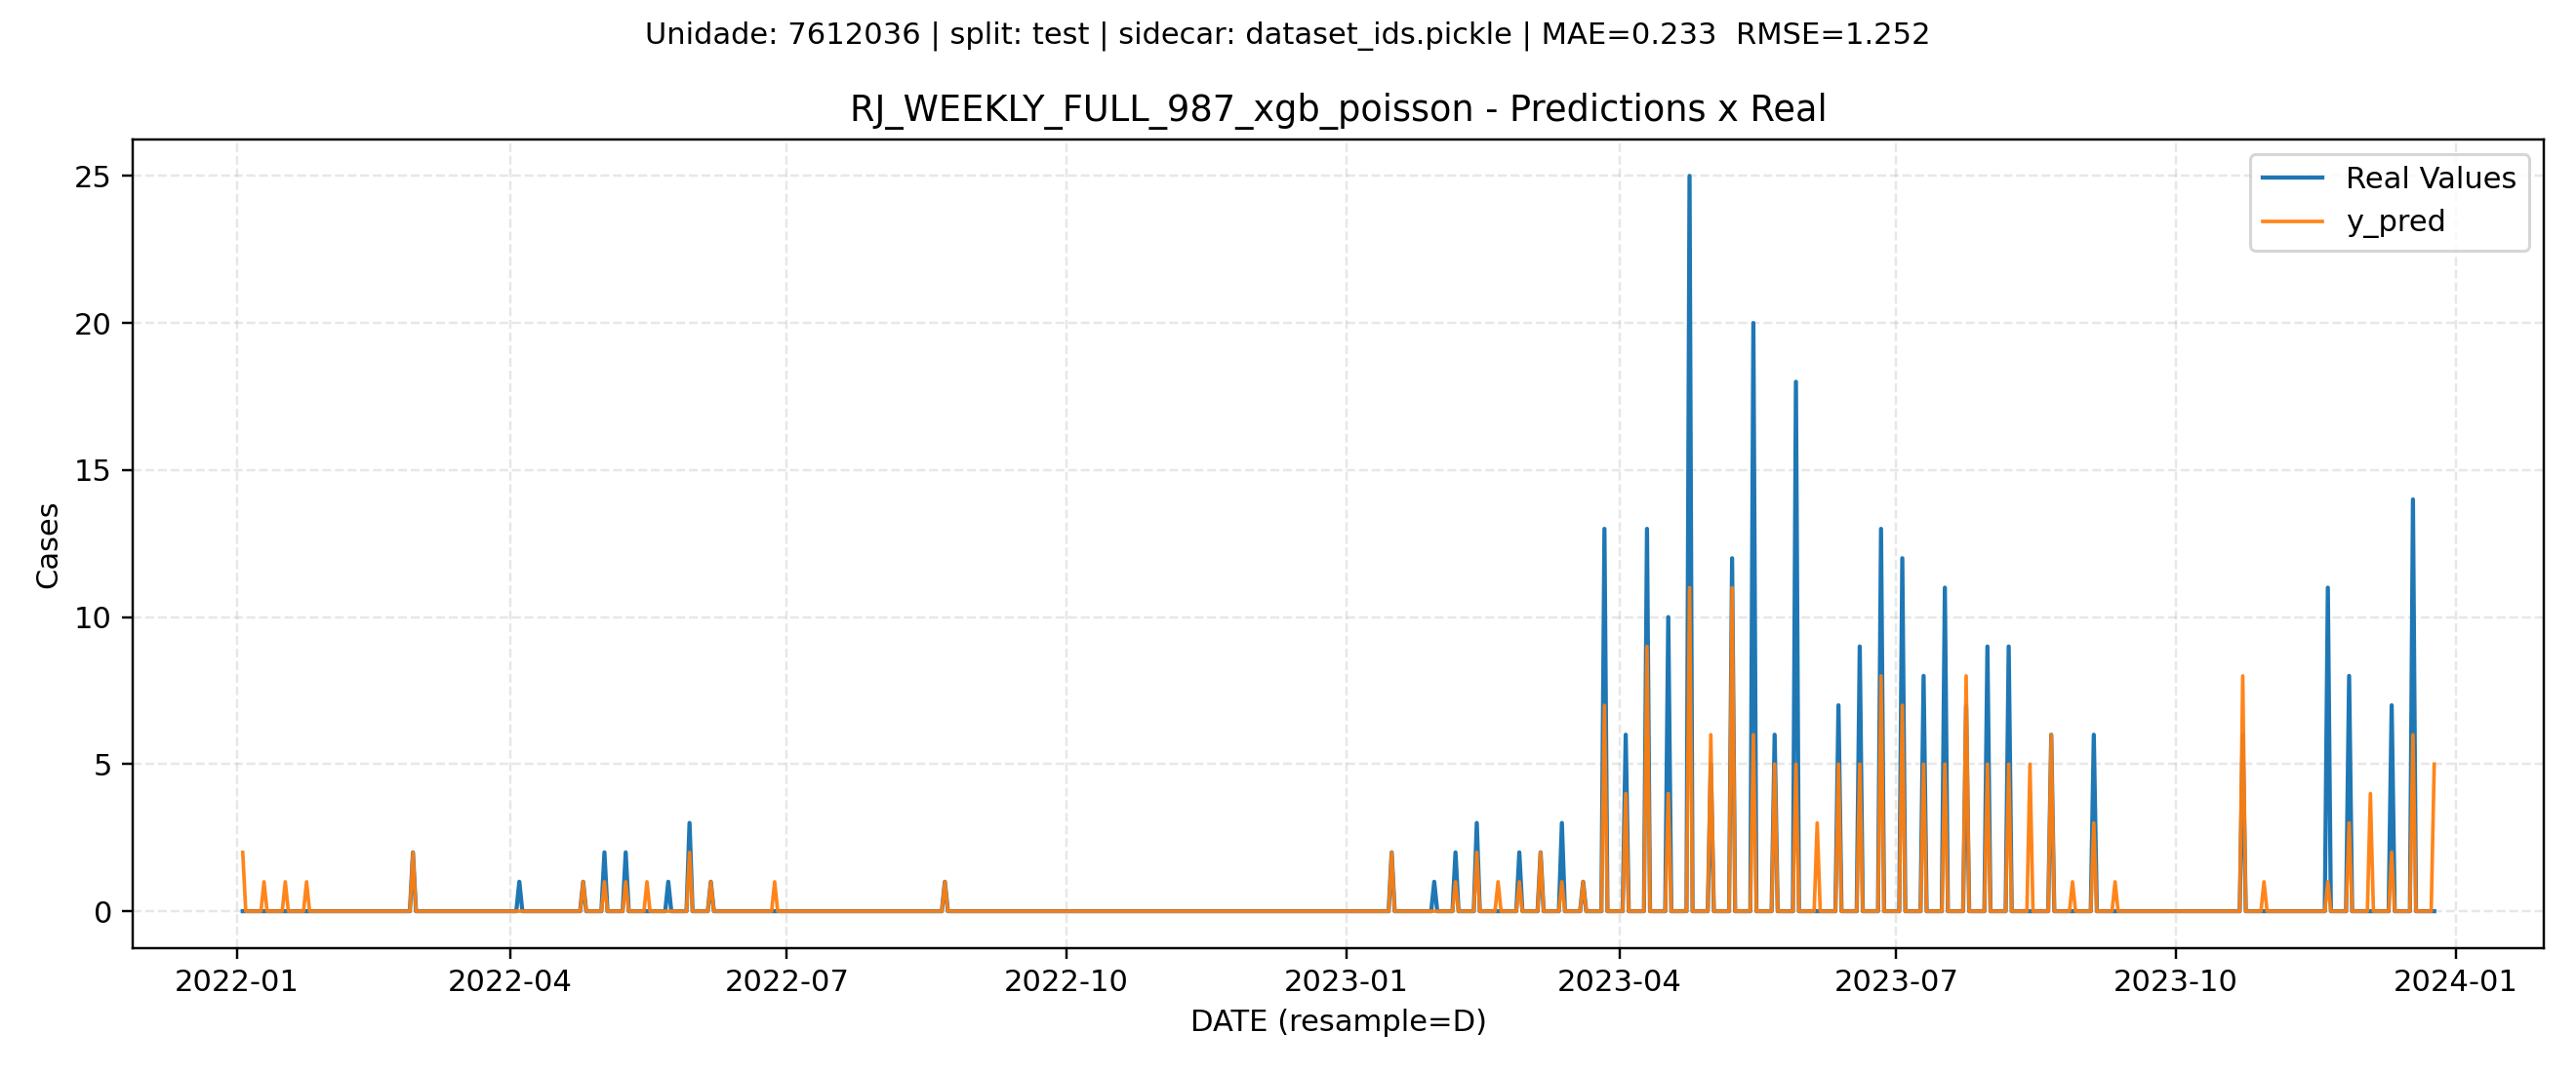 Unidade: 7612036 | split: test | sidecar: dataset_ids.pickle | MAE=0.233  RMSE=1.252
RJ_WEEKLY_FULL_987_xgb_poisson - Predictions x Real
25
20
15
10
5
0
Cases
Real Values
y_pred
2022-01
2022-04
2022-07
2022-10
2023-01
2023-04
2023-07
2023-10
2024-01
DATE (resample=D)